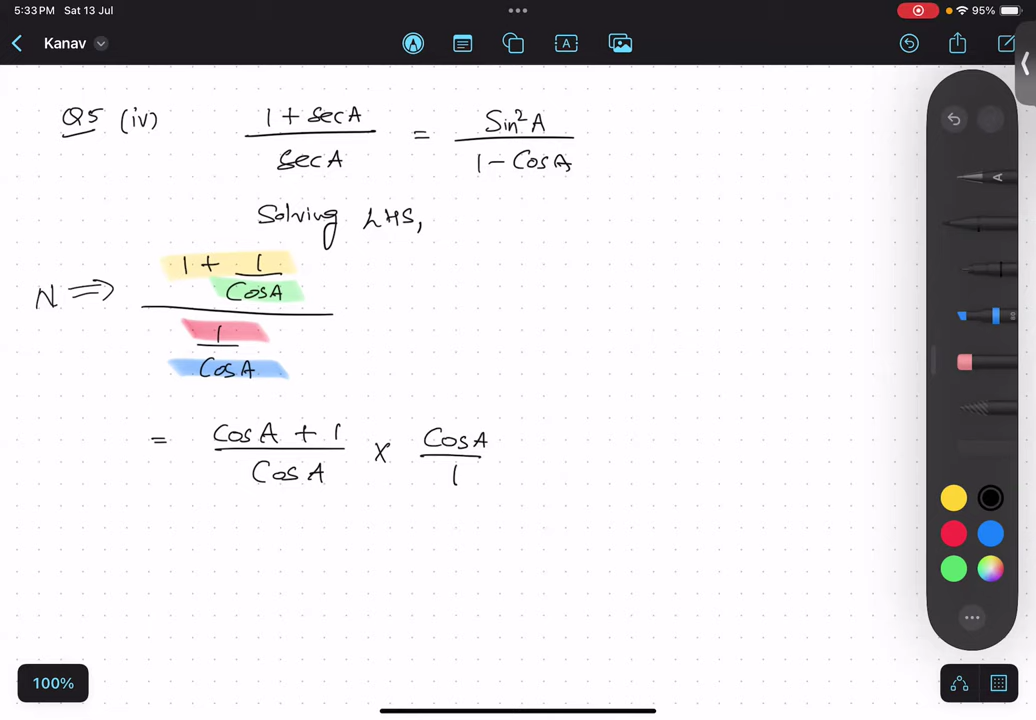 5:33 PM Sat 13 Jul
95%
Kanav
Q5 (iv) 1 + secA / secA = Sin²A / 1 - CosA
Solving LHS,
N ⇒ 1 + 1 / CosA
1 / CosA
= CosA + 1 / CosA × CosA / 1
100%